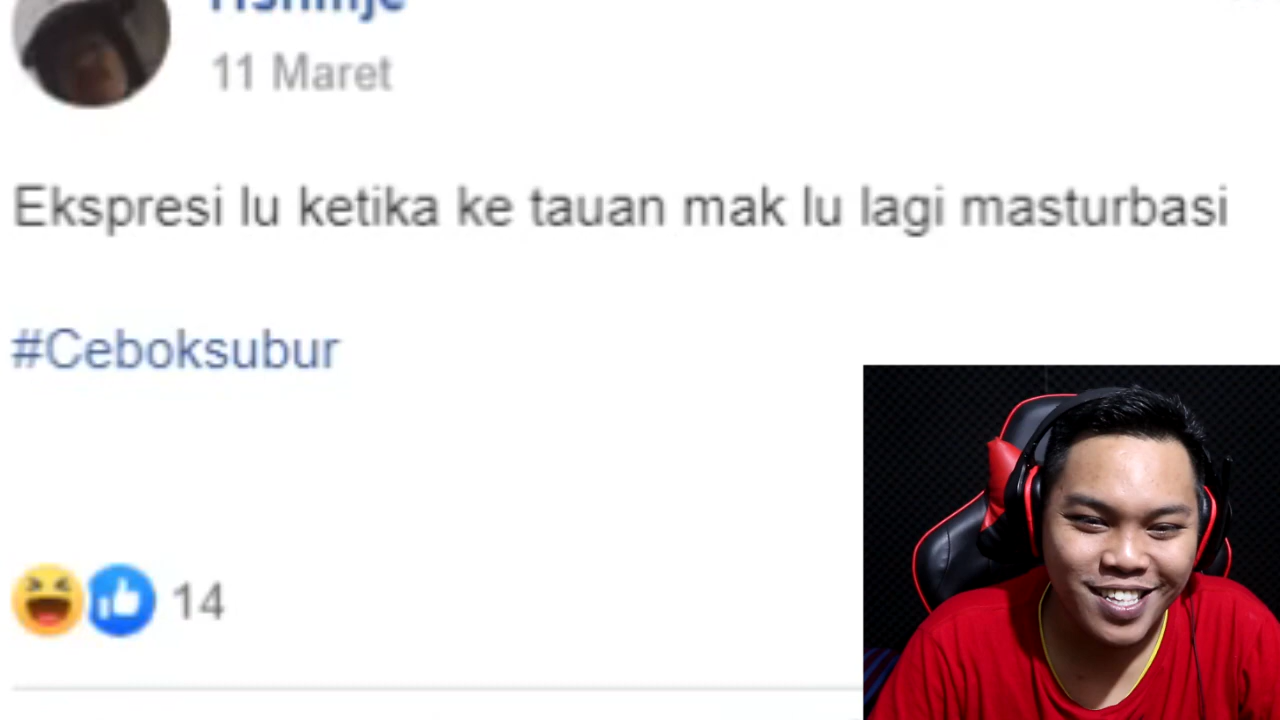 11 Maret
Ekspresi lu ketika ke tauan mak lu lagi masturbasi
#Ceboksubur
14